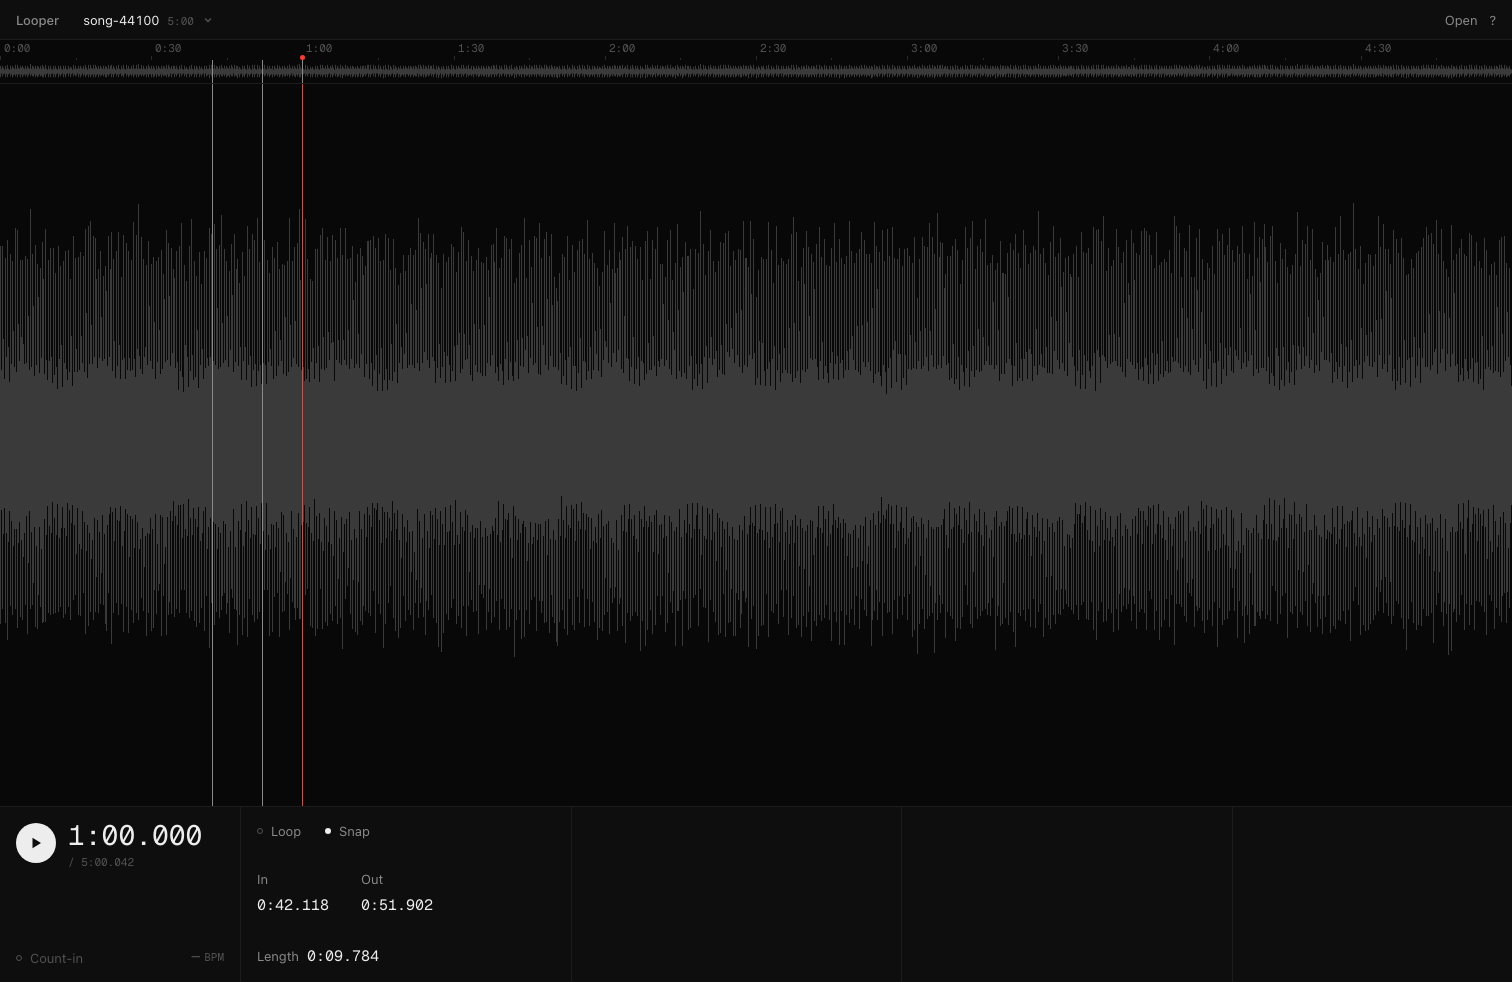 Looper song-44100 5:00 Open ?
0:00 0:30 1:00 1:30 2:00 2:30 3:00 3:30 4:00 4:30
1:00.000
/ 5:00.042
Count-in — BPM
Loop Snap
In Out
0:42.118 0:51.902
Length 0:09.784